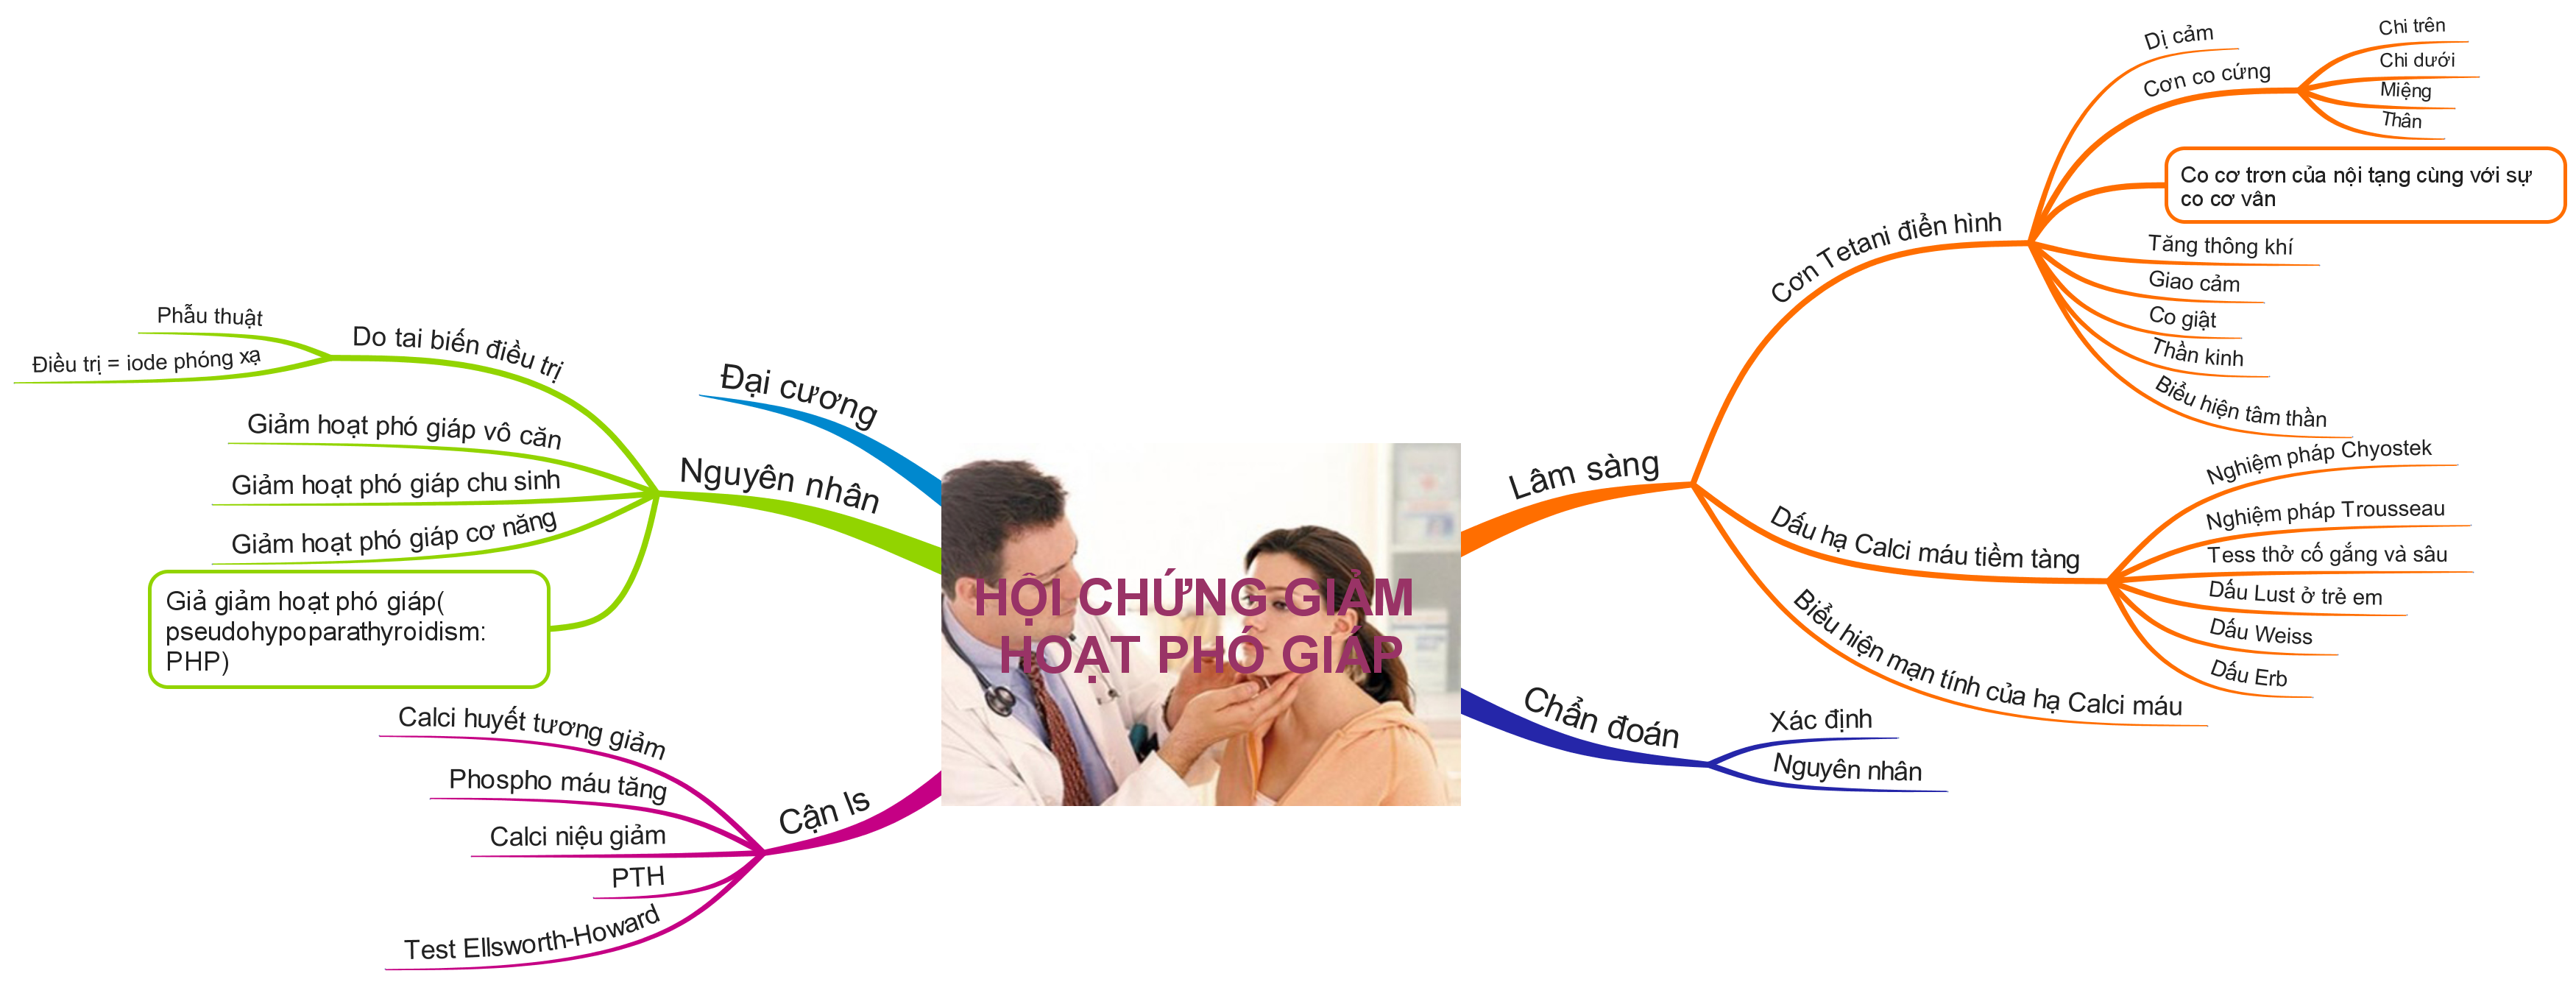 HỘI CHỨNG GIẢM
HOẠT PHÓ GIÁP
Đại cương
Nguyên nhân
Do tai biến điều trị
Phẫu thuật
Điều trị = iode phóng xạ
Giảm hoạt phó giáp vô căn
Giảm hoạt phó giáp chu sinh
Giảm hoạt phó giáp cơ năng
Giả giảm hoạt phó giáp(
pseudohypoparathyroidism:
PHP)
Cận ls
Calci huyết tương giảm
Phospho máu tăng
Calci niệu giảm
PTH
Test Ellsworth-Howard
Lâm sàng
Cơn Tetani điển hình
Dị cảm
Cơn co cứng
Chi trên
Chi dưới
Miệng
Thân
Co cơ trơn của nội tạng cùng với sự
co cơ vân
Tăng thông khí
Giao cảm
Co giật
Thần kinh
Biểu hiện tâm thần
Dấu hạ Calci máu tiềm tàng
Nghiệm pháp Chyostek
Nghiệm pháp Trousseau
Tess thở cố gắng và sâu
Dấu Lust ở trẻ em
Dấu Weiss
Dấu Erb
Biểu hiện mạn tính của hạ Calci máu
Chẩn đoán
Xác định
Nguyên nhân